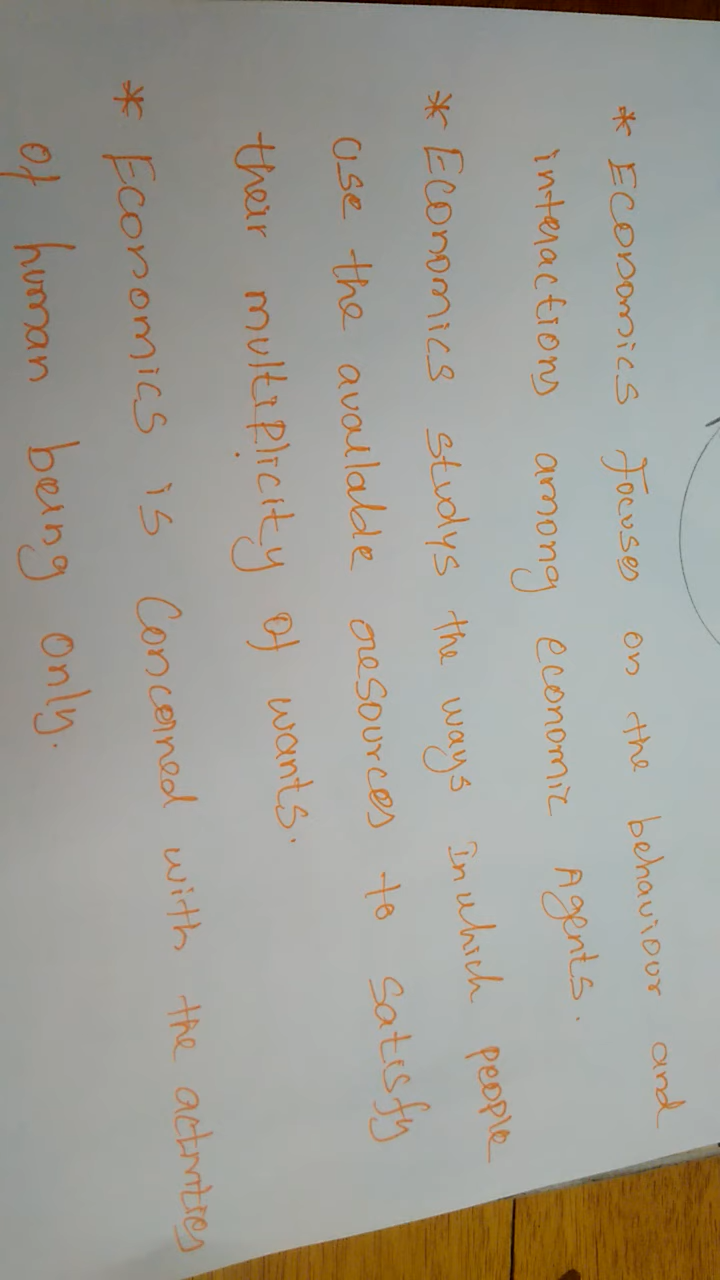 * Economics focuses on the behaviour and
interactions among economic Agents.
* Economics studys the ways In which people
use the available resources to satisfy
their multiplicity of wants.
* Economics is Concerned with the activities
of human being only.